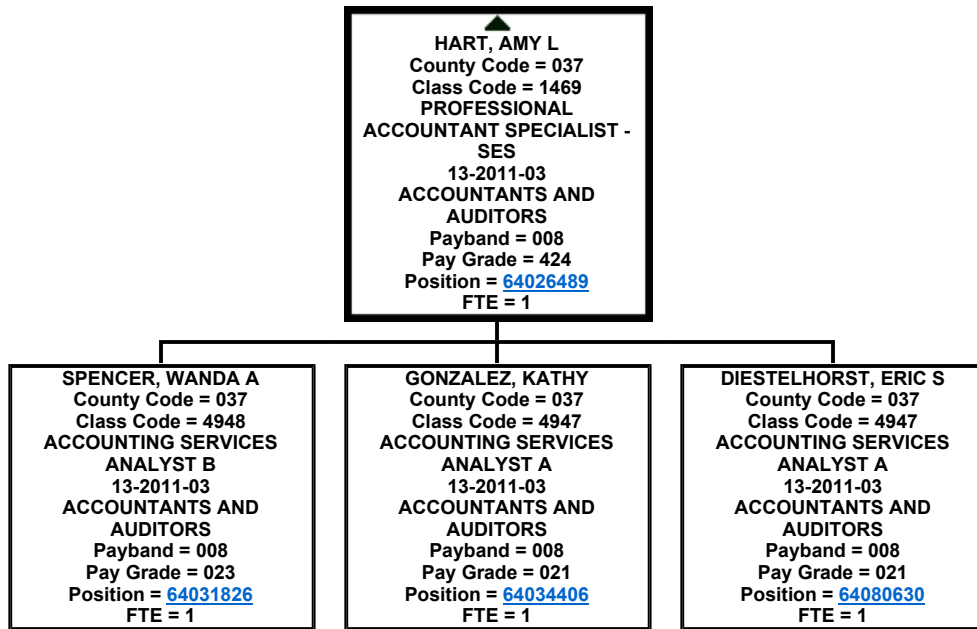 HART, AMY L
County Code = 037
Class Code = 1469
PROFESSIONAL
ACCOUNTANT SPECIALIST -
SES
13-2011-03
ACCOUNTANTS AND
AUDITORS
Payband = 008
Pay Grade = 424
Position = 64026489
FTE = 1
SPENCER, WANDA A
County Code = 037
Class Code = 4948
ACCOUNTING SERVICES
ANALYST B
13-2011-03
ACCOUNTANTS AND
AUDITORS
Payband = 008
Pay Grade = 023
Position = 64031826
FTE = 1
GONZALEZ, KATHY
County Code = 037
Class Code = 4947
ACCOUNTING SERVICES
ANALYST A
13-2011-03
ACCOUNTANTS AND
AUDITORS
Payband = 008
Pay Grade = 021
Position = 64034406
FTE = 1
DIESTELHORST, ERIC S
County Code = 037
Class Code = 4947
ACCOUNTING SERVICES
ANALYST A
13-2011-03
ACCOUNTANTS AND
AUDITORS
Payband = 008
Pay Grade = 021
Position = 64080630
FTE = 1